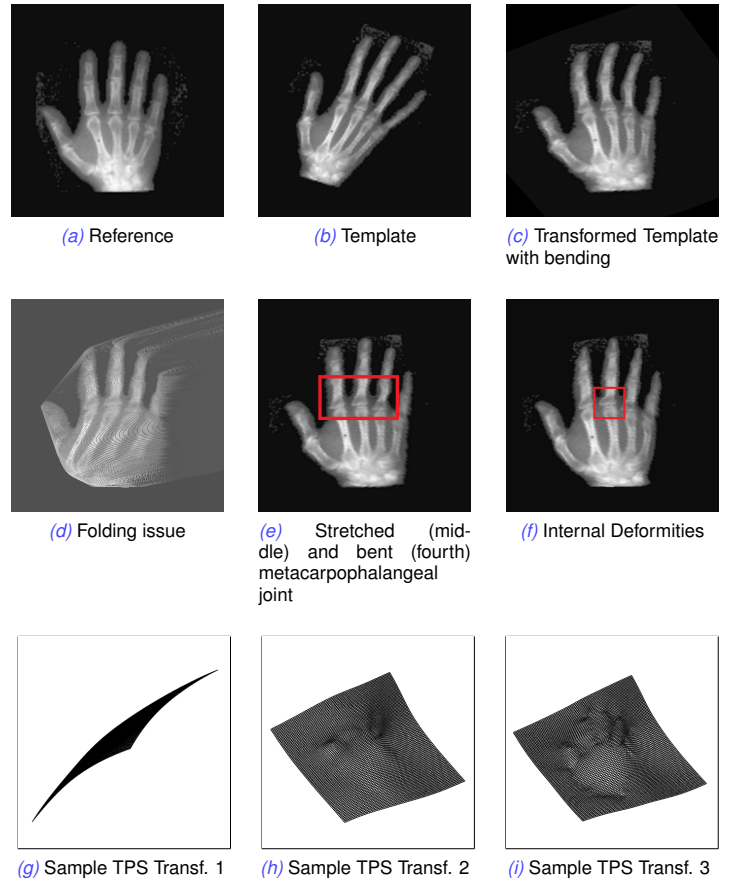 (a) Reference
(b) Template
(c) Transformed Template
with bending
(d) Folding issue
(e) Stretched (mid-
dle) and bent (fourth)
metacarpophalangeal
joint
(f) Internal Deformities
(g) Sample TPS Transf. 1
(h) Sample TPS Transf. 2
(i) Sample TPS Transf. 3